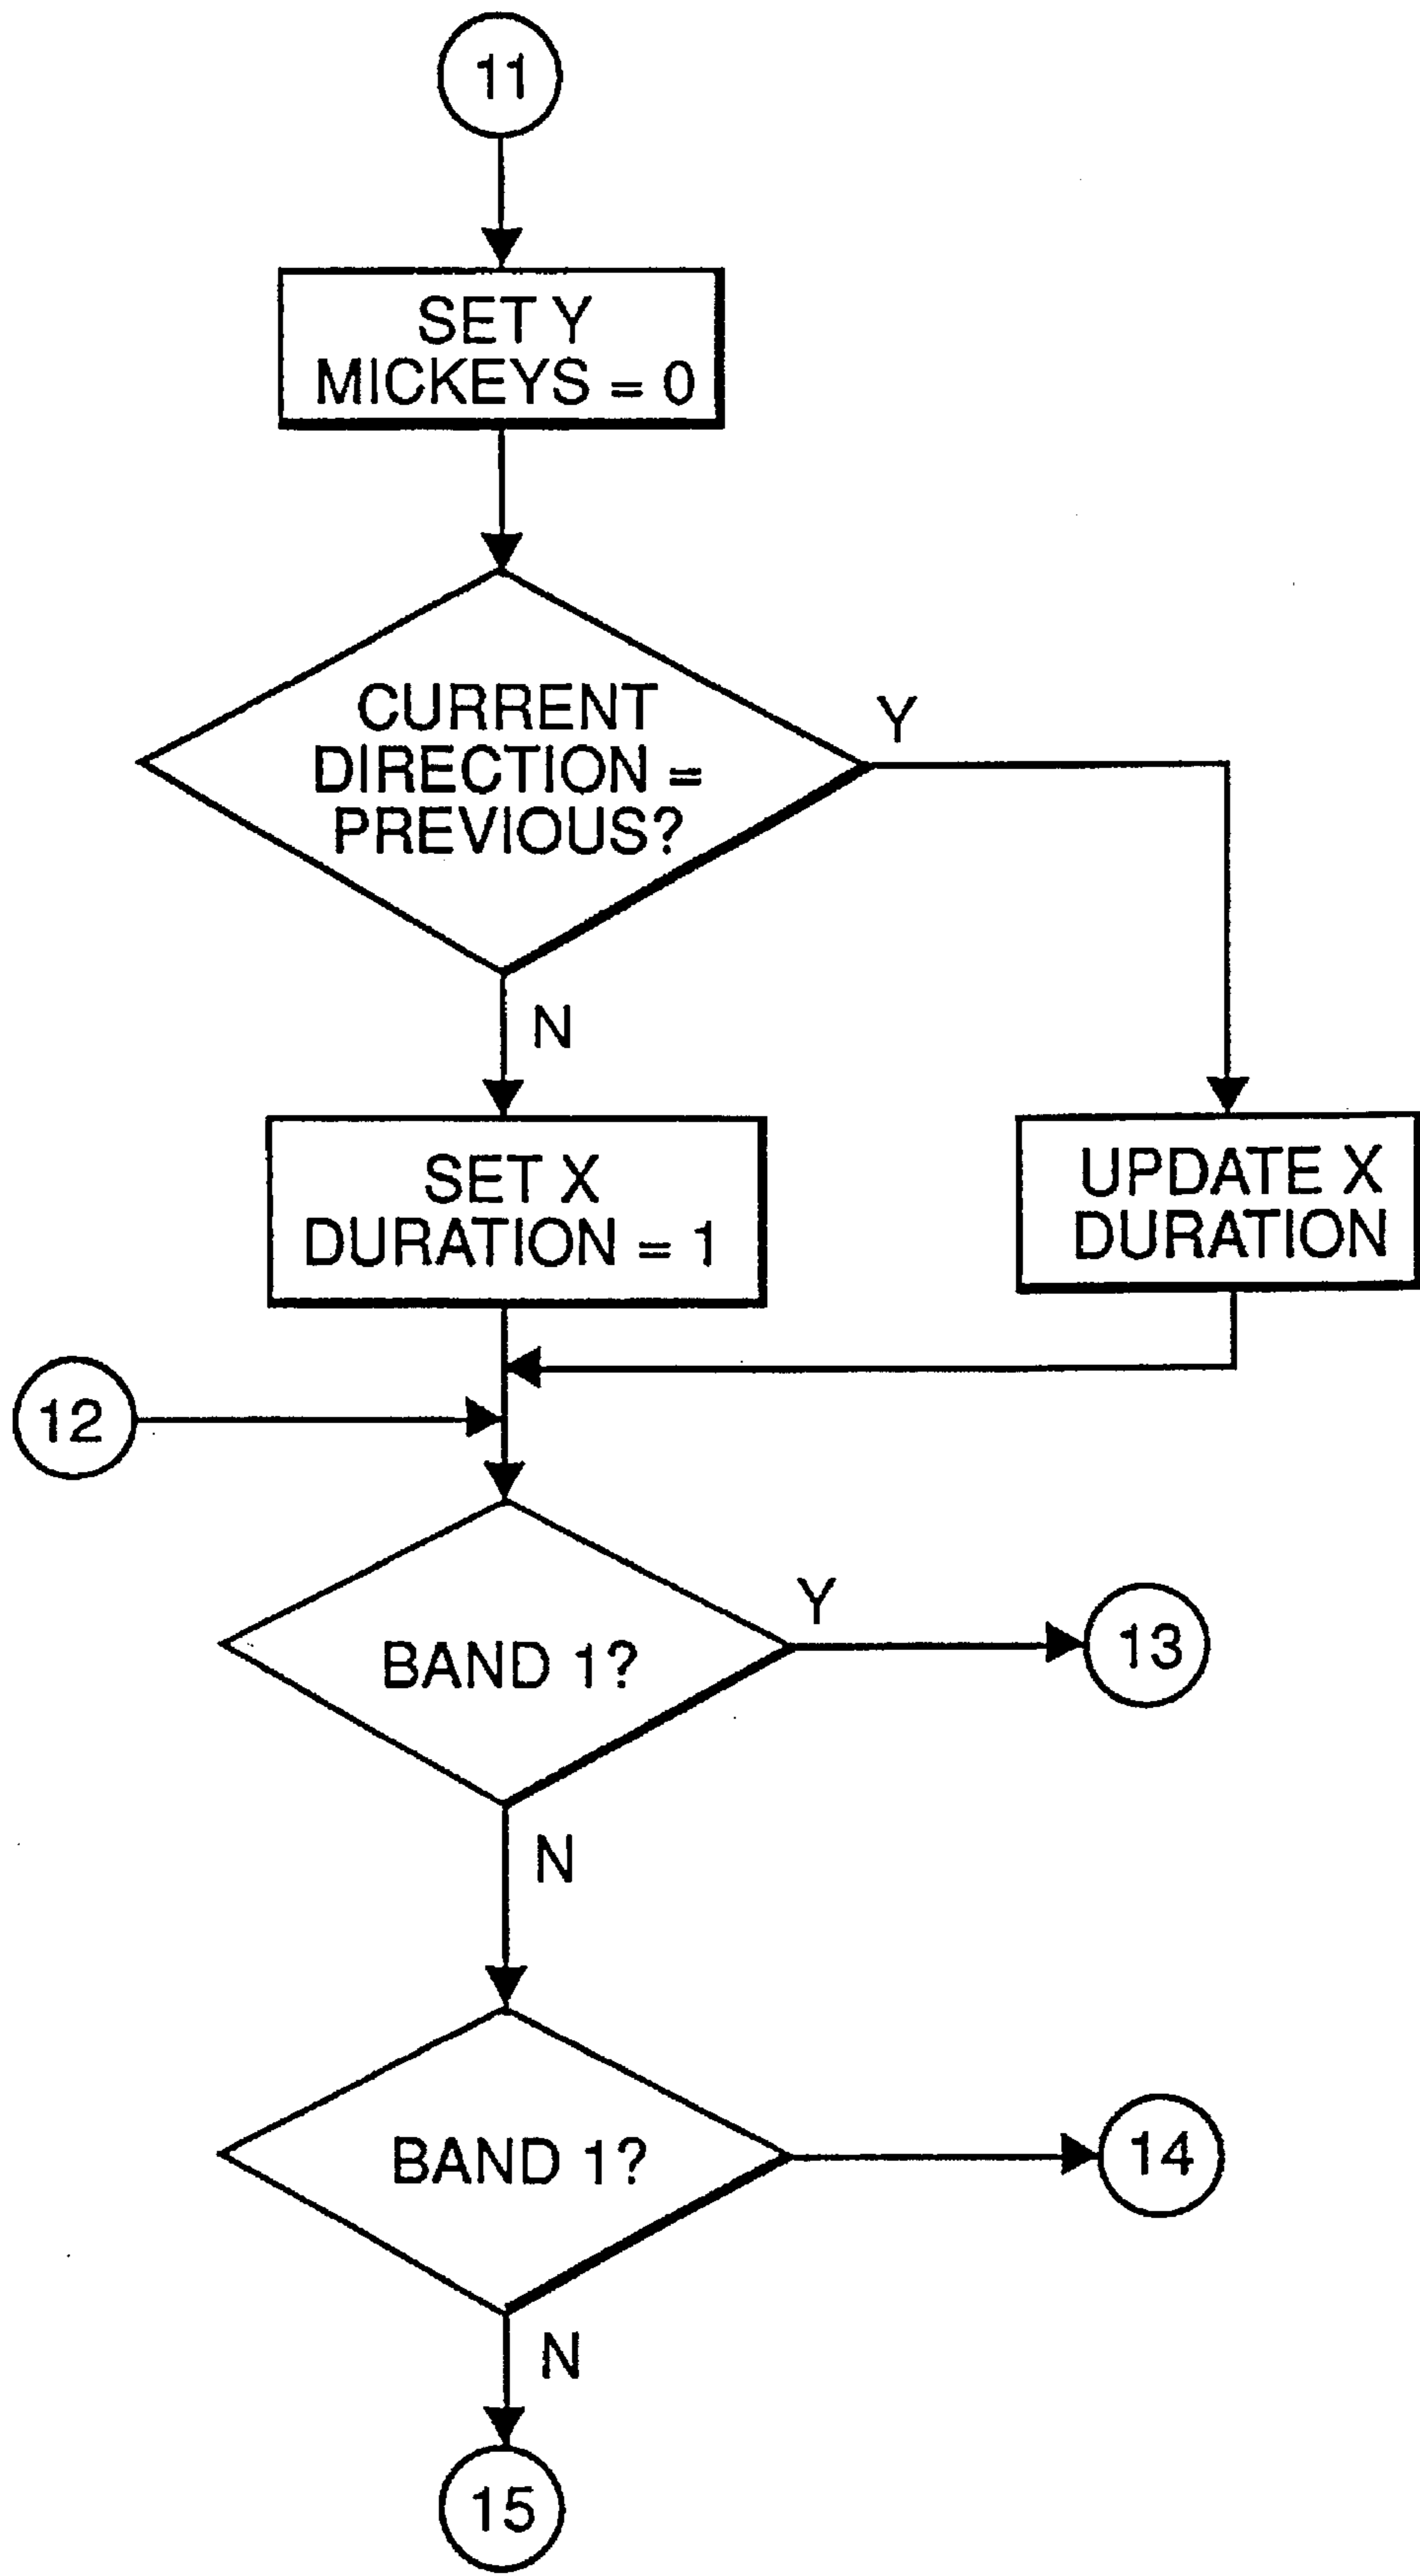 11
SET Y
MICKEYS = 0
CURRENT
DIRECTION =
PREVIOUS?
Y
N
SET X
DURATION = 1
UPDATE X
DURATION
12
BAND 1?
Y
13
N
BAND 1?
14
N
15